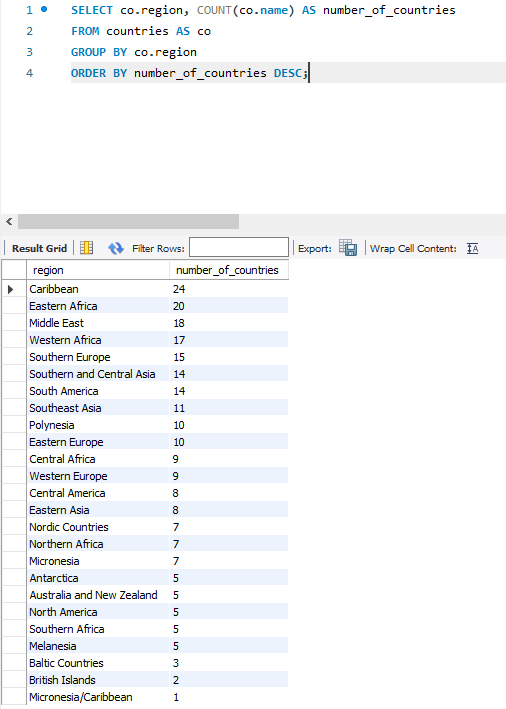 1 SELECT co.region, COUNT(co.name) AS number_of_countries
2 FROM countries AS co
3 GROUP BY co.region
4 ORDER BY number_of_countries DESC;
Result Grid Filter Rows: Export: Wrap Cell Content: IA
region number_of_countries
Caribbean 24
Eastern Africa 20
Middle East 18
Western Africa 17
Southern Europe 15
Southern and Central Asia 14
South America 14
Southeast Asia 11
Polynesia 10
Eastern Europe 10
Central Africa 9
Western Europe 9
Central America 8
Eastern Asia 8
Nordic Countries 7
Northern Africa 7
Micronesia 7
Antarctica 5
Australia and New Zealand 5
North America 5
Southern Africa 5
Melanesia 5
Baltic Countries 3
British Islands 2
Micronesia/Caribbean 1